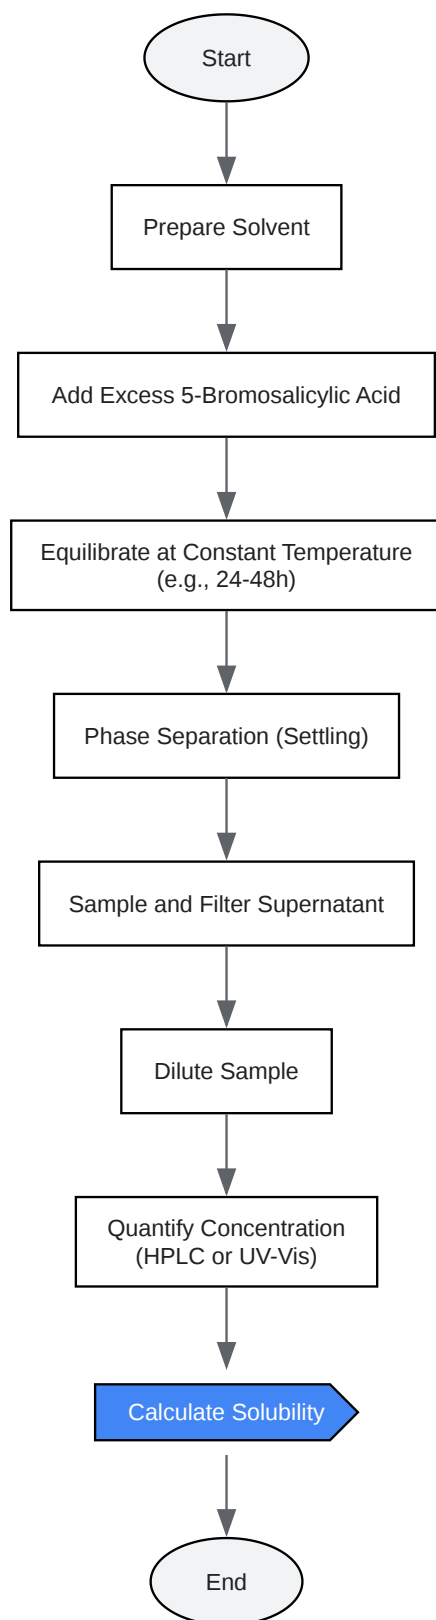 Start
Prepare Solvent
Add Excess 5-Bromosalicylic Acid
Equilibrate at Constant Temperature
(e.g., 24-48h)
Phase Separation (Settling)
Sample and Filter Supernatant
Dilute Sample
Quantify Concentration
(HPLC or UV-Vis)
Calculate Solubility
End